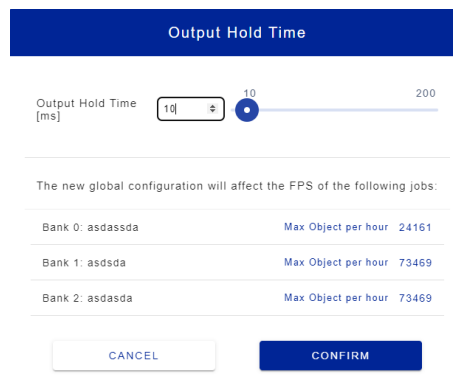 Output Hold Time
10 200
Output Hold Time
[ms]
10
The new global configuration will affect the FPS of the following jobs:
Bank 0: asdassda Max Object per hour 24161
Bank 1: asdsda Max Object per hour 73469
Bank 2: asdasda Max Object per hour 73469
CANCEL CONFIRM